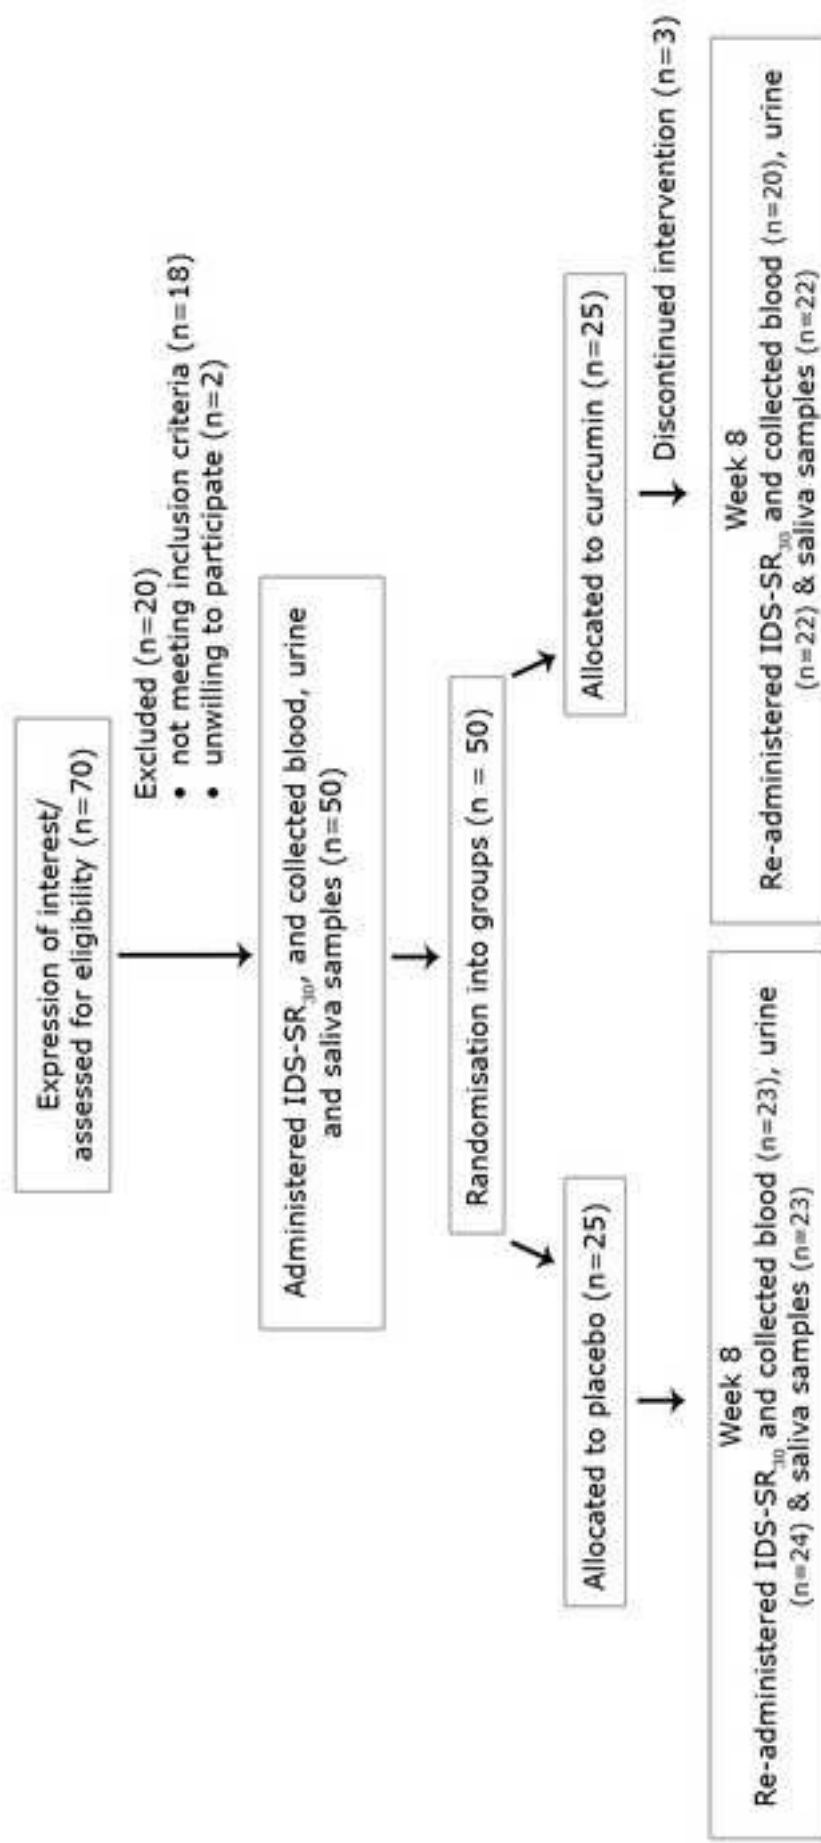 Expression of interest/
assessed for eligibility (n=70)
Excluded (n=20)
• not meeting inclusion criteria (n=18)
• unwilling to participate (n=2)
Administered IDS-SR30, and collected blood, urine
and saliva samples (n=50)
Randomisation into groups (n = 50)
Allocated to placebo (n=25)
Allocated to curcumin (n=25)
Discontinued intervention (n=3)
Week 8
Re-administered IDS-SR30 and collected blood (n=23), urine
(n=24) & saliva samples (n=23)
Week 8
Re-administered IDS-SR30 and collected blood (n=20), urine
(n=22) & saliva samples (n=22)